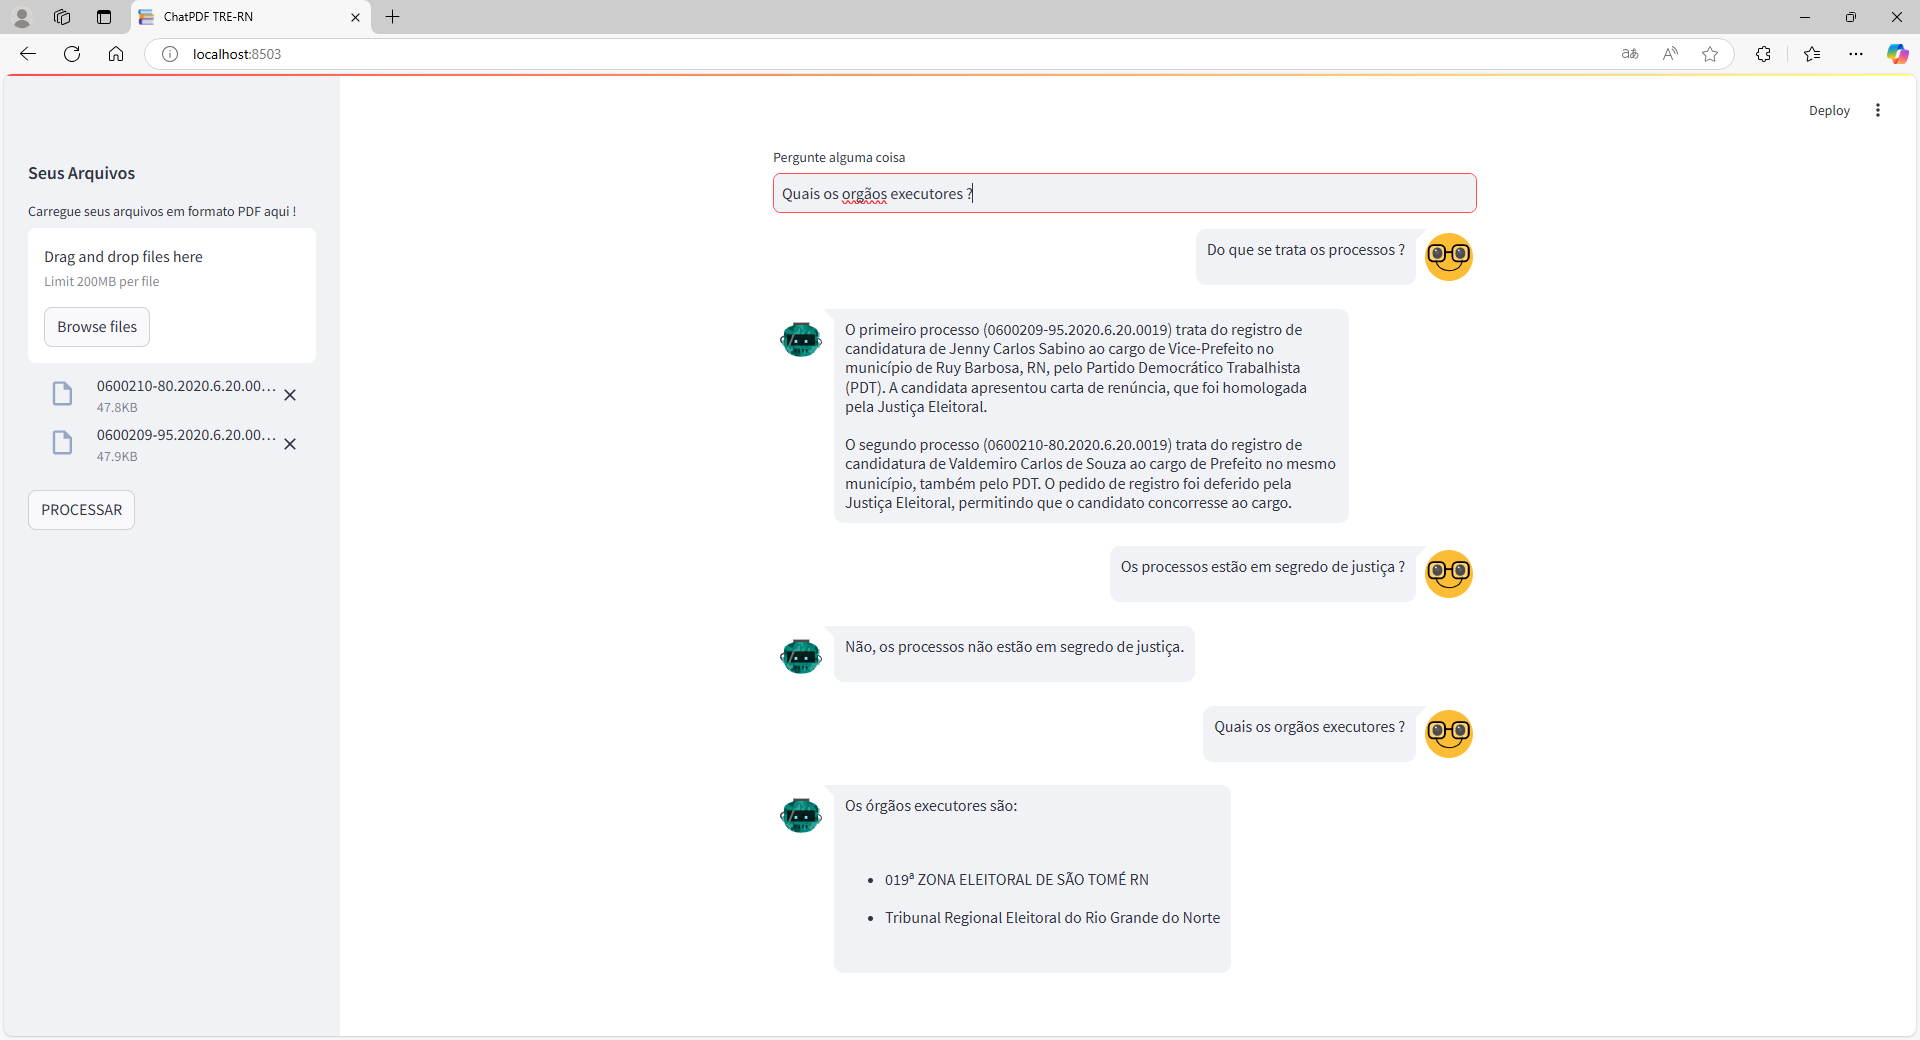 ChatPDF TRE-RN
localhost:8503
Deploy
Seus Arquivos
Carregue seus arquivos em formato PDF aqui !
Drag and drop files here
Limit 200MB per file
Browse files
0600210-80.2020.6.20.00...
47.8KB
0600209-95.2020.6.20.00...
47.9KB
PROCESSAR
Pergunte alguma coisa
Quais os orgãos executores ?
Do que se trata os processos ?
O primeiro processo (0600209-95.2020.6.20.0019) trata do registro de
candidatura de Jenny Carlos Sabino ao cargo de Vice-Prefeito no
município de Ruy Barbosa, RN, pelo Partido Democrático Trabalhista
(PDT). A candidata apresentou carta de renúncia, que foi homologada
pela Justiça Eleitoral.
O segundo processo (0600210-80.2020.6.20.0019) trata do registro de
candidatura de Valdemiro Carlos de Souza ao cargo de Prefeito no mesmo
município, também pelo PDT. O pedido de registro foi deferido pela
Justiça Eleitoral, permitindo que o candidato concorresse ao cargo.
Os processos estão em segredo de justiça ?
Não, os processos não estão em segredo de justiça.
Quais os orgãos executores ?
Os órgãos executores são:
• 019ª ZONA ELEITORAL DE SÃO TOMÉ RN
• Tribunal Regional Eleitoral do Rio Grande do Norte